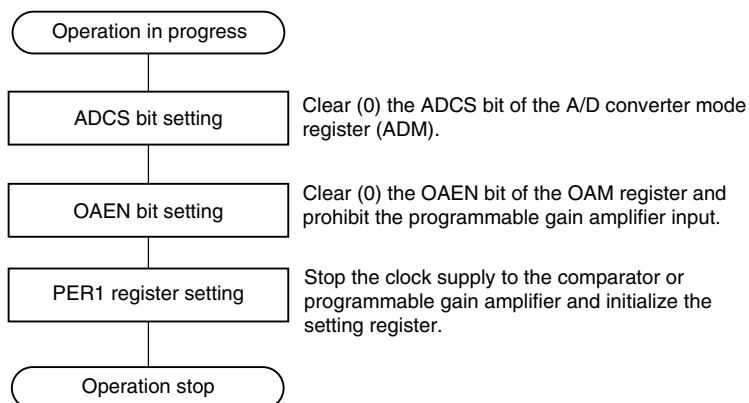 Operation in progress
ADCS bit setting
Clear (0) the ADCS bit of the A/D converter mode
register (ADM).
OAEN bit setting
Clear (0) the OAEN bit of the OAM register and
prohibit the programmable gain amplifier input.
PER1 register setting
Stop the clock supply to the comparator or
programmable gain amplifier and initialize the
setting register.
Operation stop